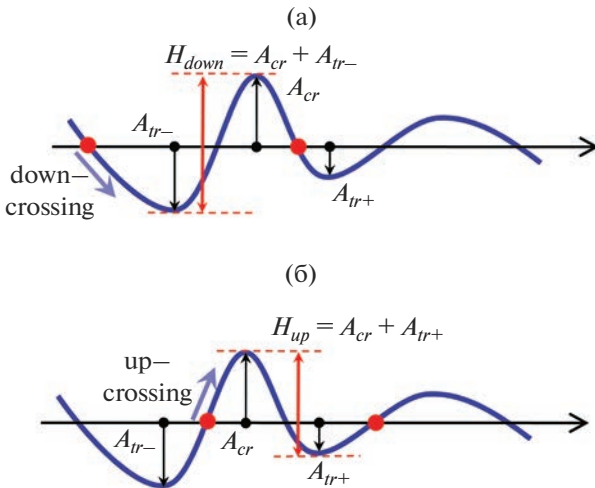 (а)
H_down = A_cr + A_tr−
A_cr
A_tr−
down−
crossing
A_tr+
(б)
H_up = A_cr + A_tr+
up−
crossing
A_tr−
A_cr
A_tr+